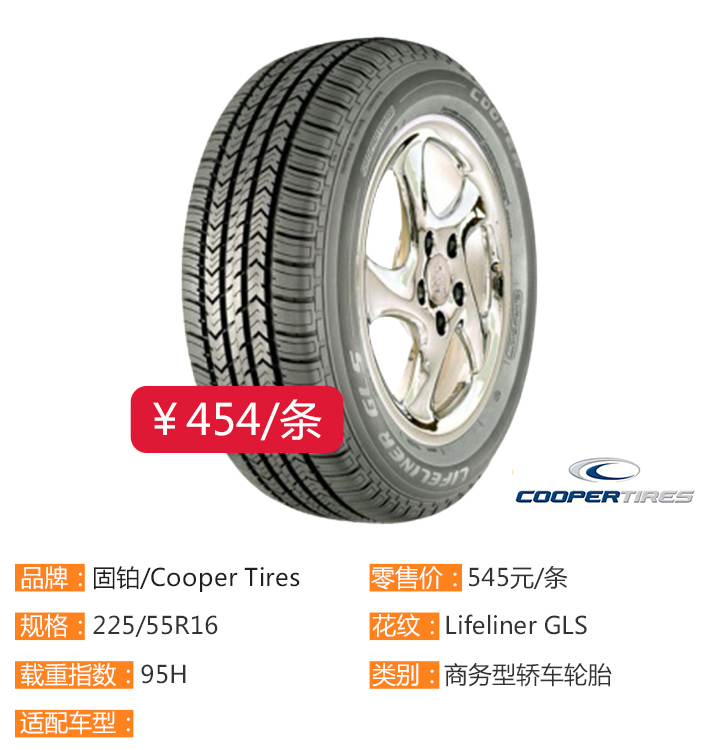 COOPER
LIFELINER GLS
￥454/条
COOPERTIRES
品牌：固铂/Cooper Tires
零售价：545元/条
规格：225/55R16
花纹：Lifeliner GLS
载重指数：95H
类别：商务型轿车轮胎
适配车型：